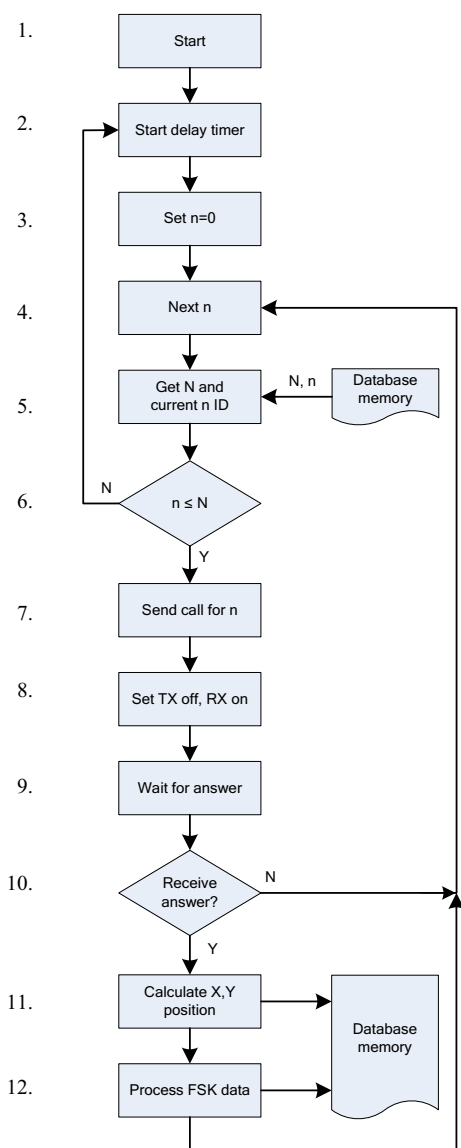 1.
Start
2.
Start delay timer
3.
Set n=0
4.
Next n
5.
Get N and
current n ID
N, n
Database
memory
6.
N
n ≤ N
Y
7.
Send call for n
8.
Set TX off, RX on
9.
Wait for answer
10.
Receive
answer?
N
Y
11.
Calculate X,Y
position
Database
memory
12.
Process FSK data